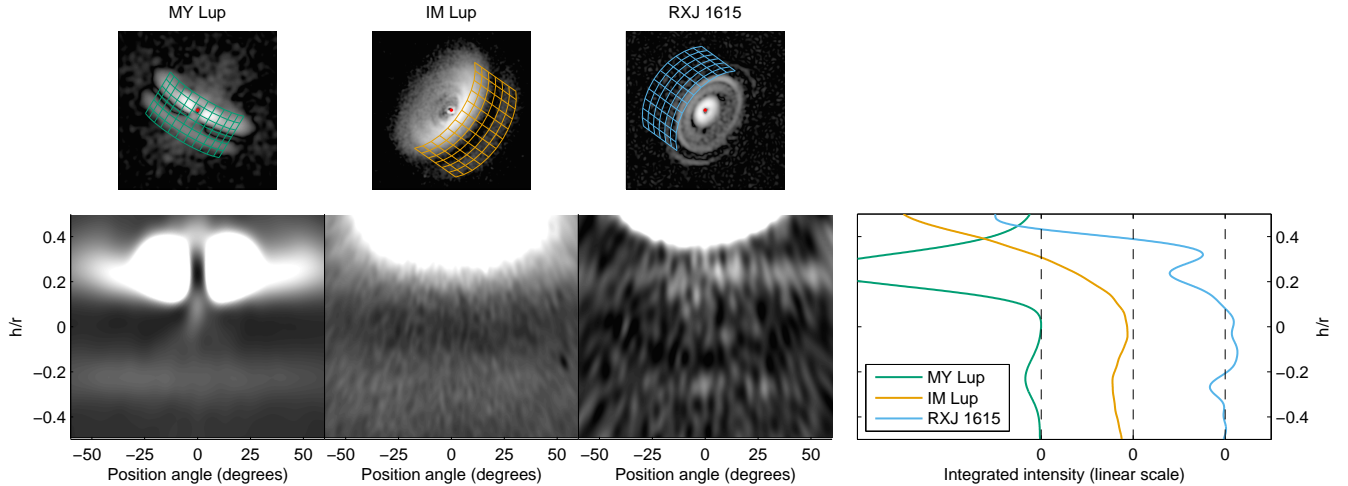 MY Lup
IM Lup
RXJ 1615
h/r
0.4
0.2
0
−0.2
−0.4
−50 −25 0 25 50
−50 −25 0 25 50
−50 −25 0 25 50
Position angle (degrees)
Position angle (degrees)
Position angle (degrees)
MY Lup
IM Lup
RXJ 1615
0 0 0
Integrated intensity (linear scale)
0.4
0.2
0
−0.2
−0.4
h/r